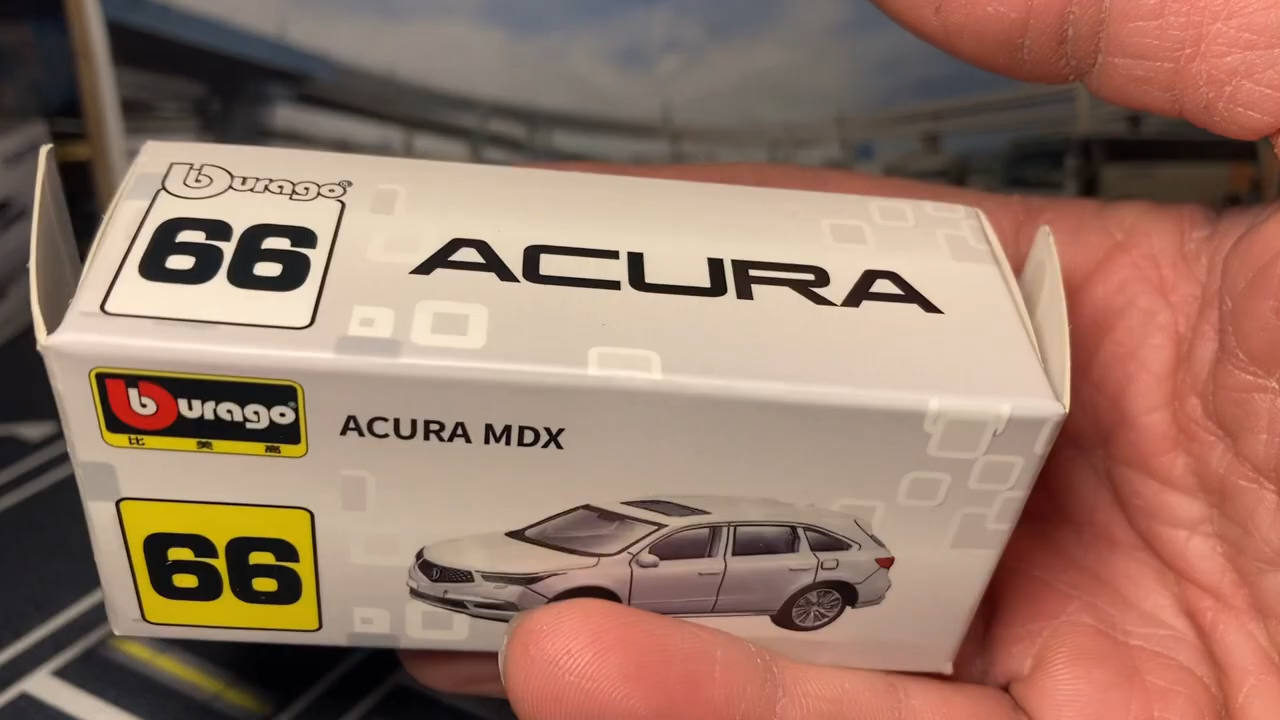 burago
66
ACURA
burago
比 美 高
ACURA MDX
66